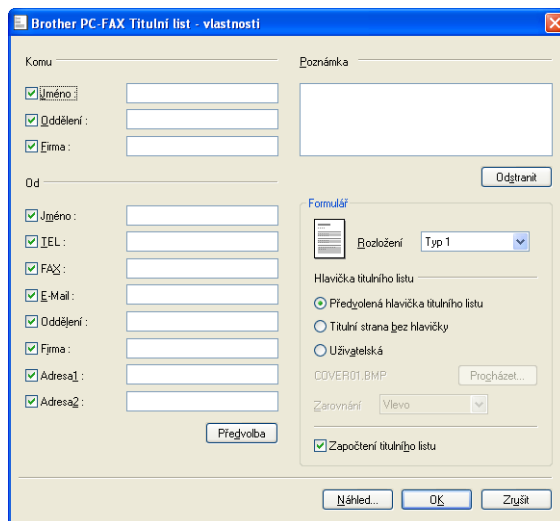 Brother PC-FAX Titulní list - vlastnosti
Komu
Jméno :
Oddělení :
Firma :
Od
Jméno :
TEL :
FAX :
E-Mail :
Oddělení :
Firma :
Adresa1 :
Adresa2 :
Předvolba
Poznámka
Odstranit
Formulář
Rozložení Typ 1
Hlavička titulního listu
Předvolená hlavička titulního listu
Titulní strana bez hlavičky
Uživatelská
COVER01.BMP Procházet...
Zarovnání Vlevo
Započtení titulního listu
Náhled... OK Zrušit